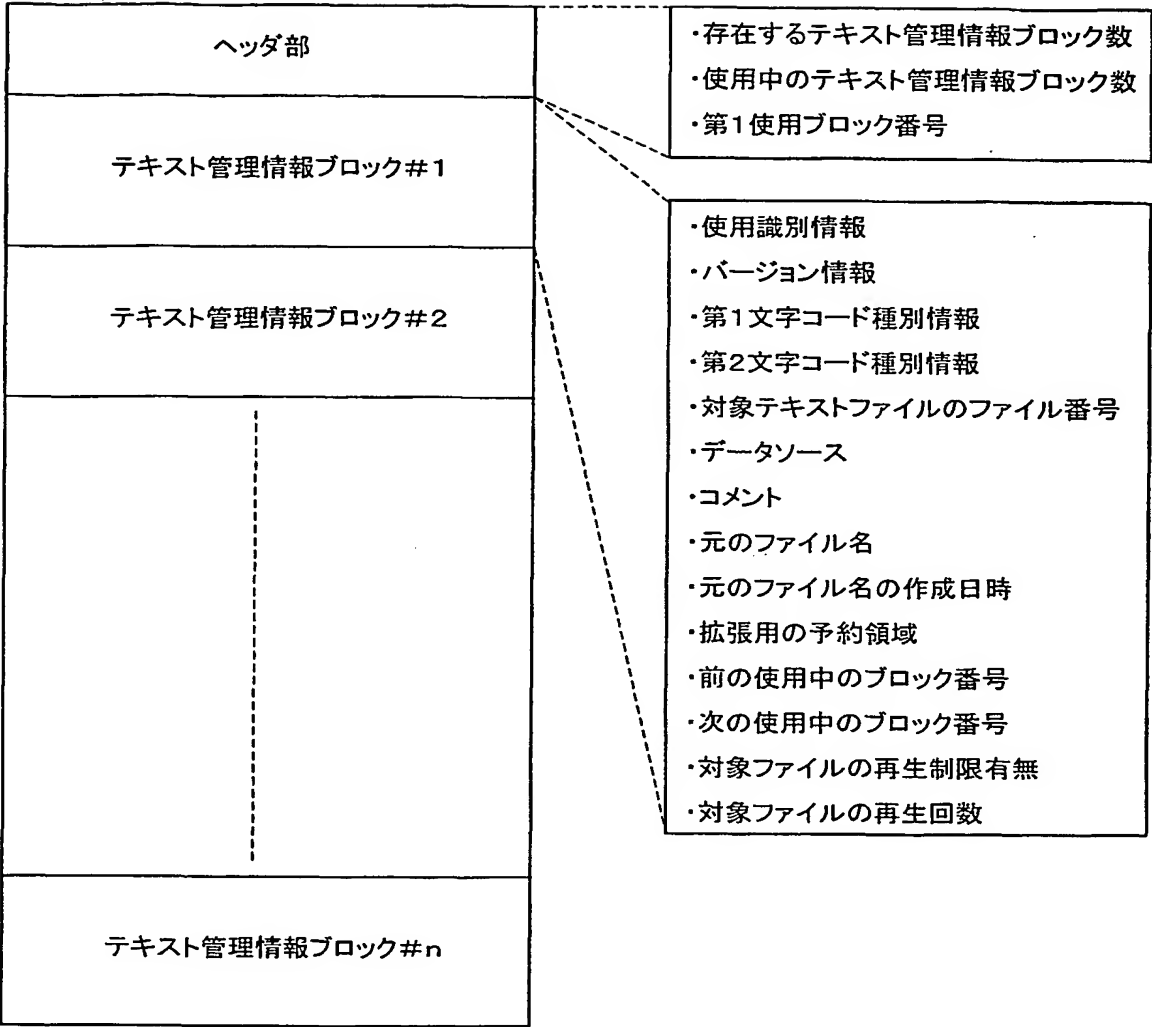 ヘッダ部
テキスト管理情報ブロック#1
テキスト管理情報ブロック#2
テキスト管理情報ブロック#n
・存在するテキスト管理情報ブロック数
・使用中のテキスト管理情報ブロック数
・第1使用ブロック番号
・使用識別情報
・バージョン情報
・第1文字コード種別情報
・第2文字コード種別情報
・対象テキストファイルのファイル番号
・データソース
・コメント
・元のファイル名
・元のファイル名の作成日時
・拡張用の予約領域
・前の使用中のブロック番号
・次の使用中のブロック番号
・対象ファイルの再生制限有無
・対象ファイルの再生回数